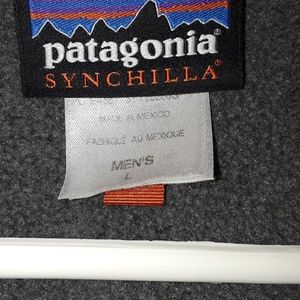 patagonia®
SYNCHILLA®
MADE IN MEXICO
FABRIQUÉ AU MEXIQUE
MEN'S
L